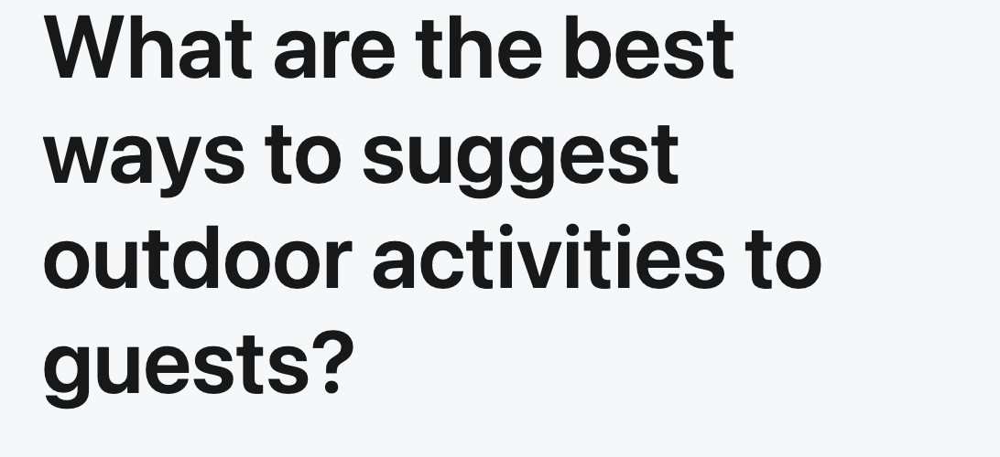 What are the best
ways to suggest
outdoor activities to
guests?